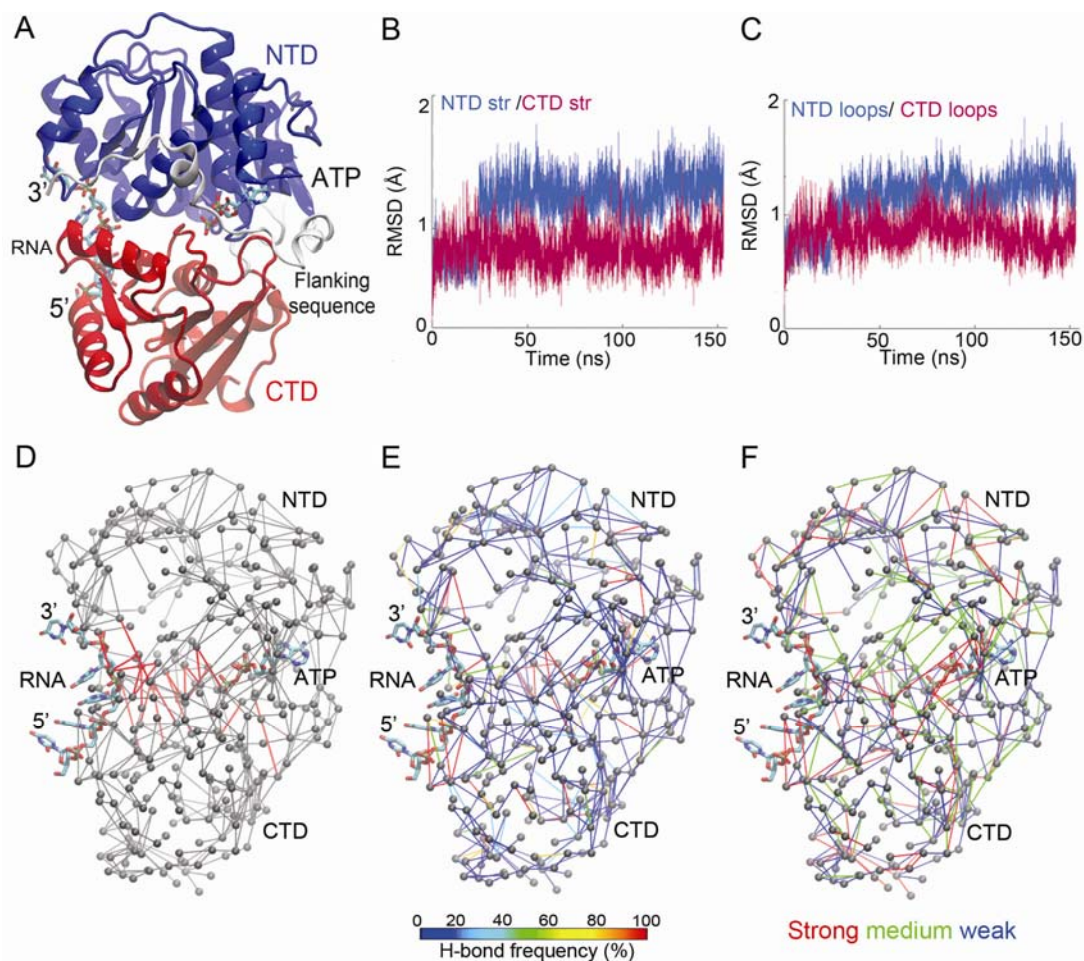 A
NTD
ATP
3'
RNA
5'
Flanking
sequence
CTD
B
NTD str /CTD str
2
1
0
RMSD (Å)
0
50
100
150
Time (ns)
C
NTD loops/ CTD loops
2
1
0
RMSD (Å)
0
50
100
150
Time (ns)
D
NTD
3'
RNA
ATP
5'
CTD
E
NTD
3'
RNA
ATP
5'
CTD
0 20 40 60 80 100
H-bond frequency (%)
F
NTD
3'
RNA
ATP
5'
CTD
Strong medium weak